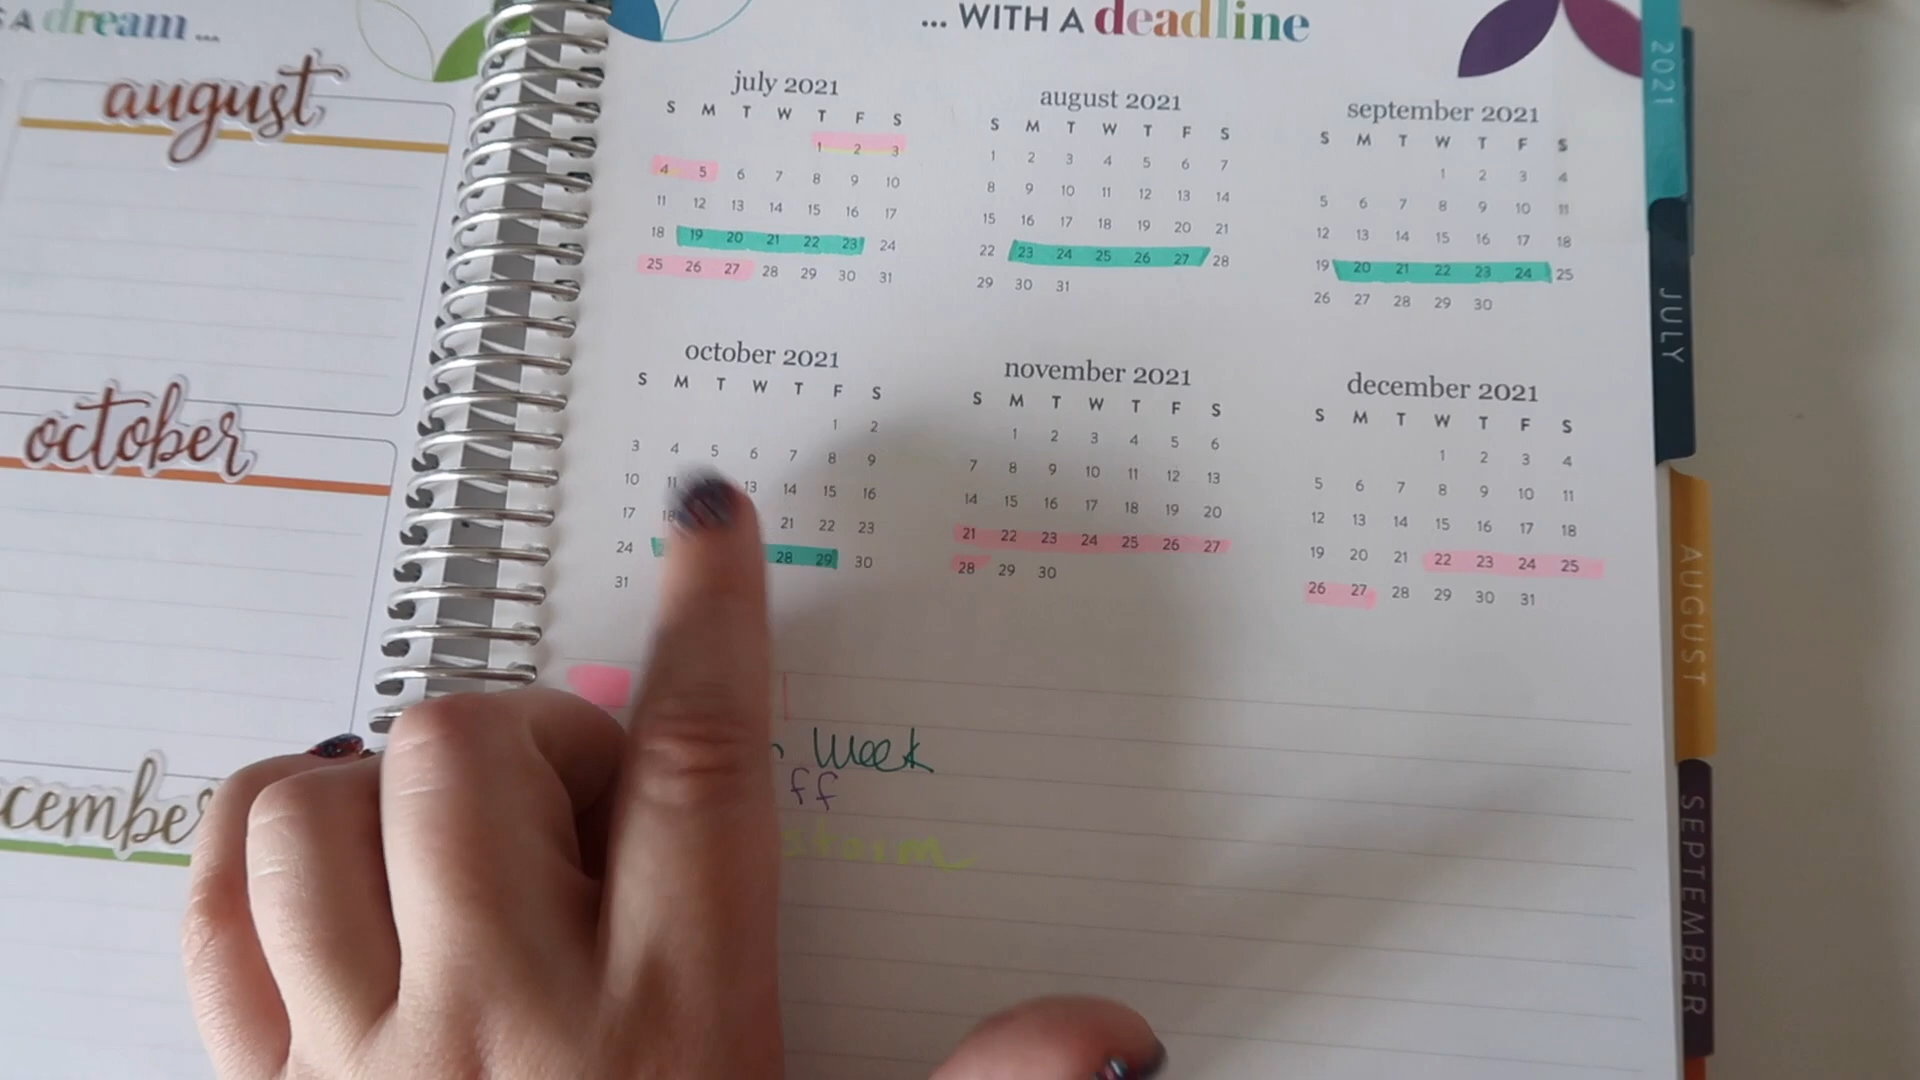 A dream ...
august
october
... WITH A deadline
july 2021
S M T W T F S
1 2 3
4 5 6 7 8 9 10
11 12 13 14 15 16 17
18 19 20 21 22 23 24
25 26 27 28 29 30 31
august 2021
S M T W T F S
1 2 3 4 5 6 7
8 9 10 11 12 13 14
15 16 17 18 19 20 21
22 23 24 25 26 27 28
29 30 31
september 2021
S M T W T F S
1 2 3 4
5 6 7 8 9 10 11
12 13 14 15 16 17 18
19 20 21 22 23 24 25
26 27 28 29 30
october 2021
S M T W T F S
1 2
3 4 5 6 7 8 9
10 11 13 14 15 16
17 18 21 22 23
24 28 29 30
31
november 2021
S M T W T F S
1 2 3 4 5 6
7 8 9 10 11 12 13
14 15 16 17 18 19 20
21 22 23 24 25 26 27
28 29 30
december 2021
S M T W T F S
1 2 3 4
5 6 7 8 9 10 11
12 13 14 15 16 17 18
19 20 21 22 23 24 25
26 27 28 29 30 31
Week
2021
JULY
AUGUST
SEPTEMBER